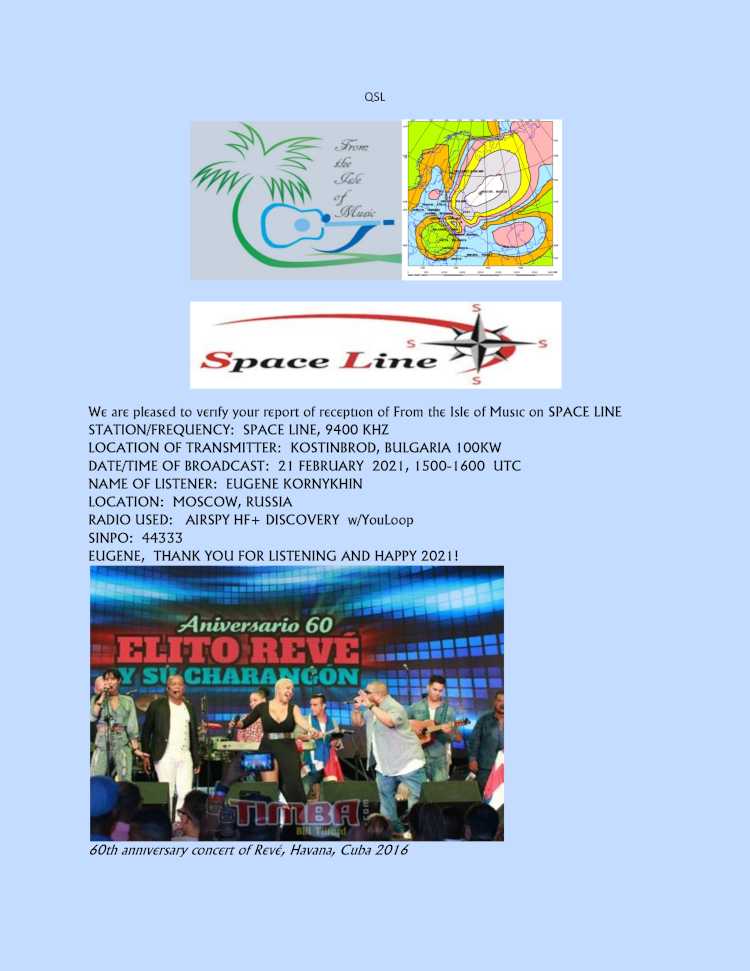 QSL
From
the
Isle
of
Music
S
S
S
S
Space Line
We are pleased to verify your report of reception of From the Isle of Music on SPACE LINE
STATION/FREQUENCY:  SPACE LINE, 9400 KHZ
LOCATION OF TRANSMITTER:  KOSTINBROD, BULGARIA 100KW
DATE/TIME OF BROADCAST:  21 FEBRUARY  2021, 1500-1600  UTC
NAME OF LISTENER:  EUGENE KORNYKHIN
LOCATION:  MOSCOW, RUSSIA
RADIO USED:   AIRSPY HF+ DISCOVERY  w/YouLoop
SINPO:  44333
EUGENE,  THANK YOU FOR LISTENING AND HAPPY 2021!
Aniversario 60
ELITO REVÉ
Y SU CHARANGÓN
TIMBA
.com
Bill
60th anniversary concert of Revé, Havana, Cuba 2016